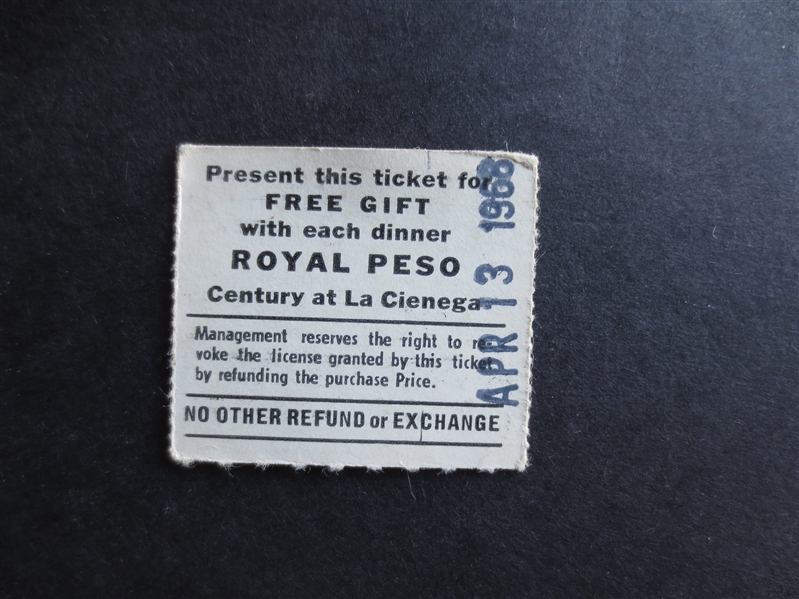 Present this ticket for
FREE GIFT
with each dinner
ROYAL PESO
Century at La Cienega
Management reserves the right to re-
voke the license granted by this ticket
by refunding the purchase Price.
NO OTHER REFUND or EXCHANGE
APR 13 1968